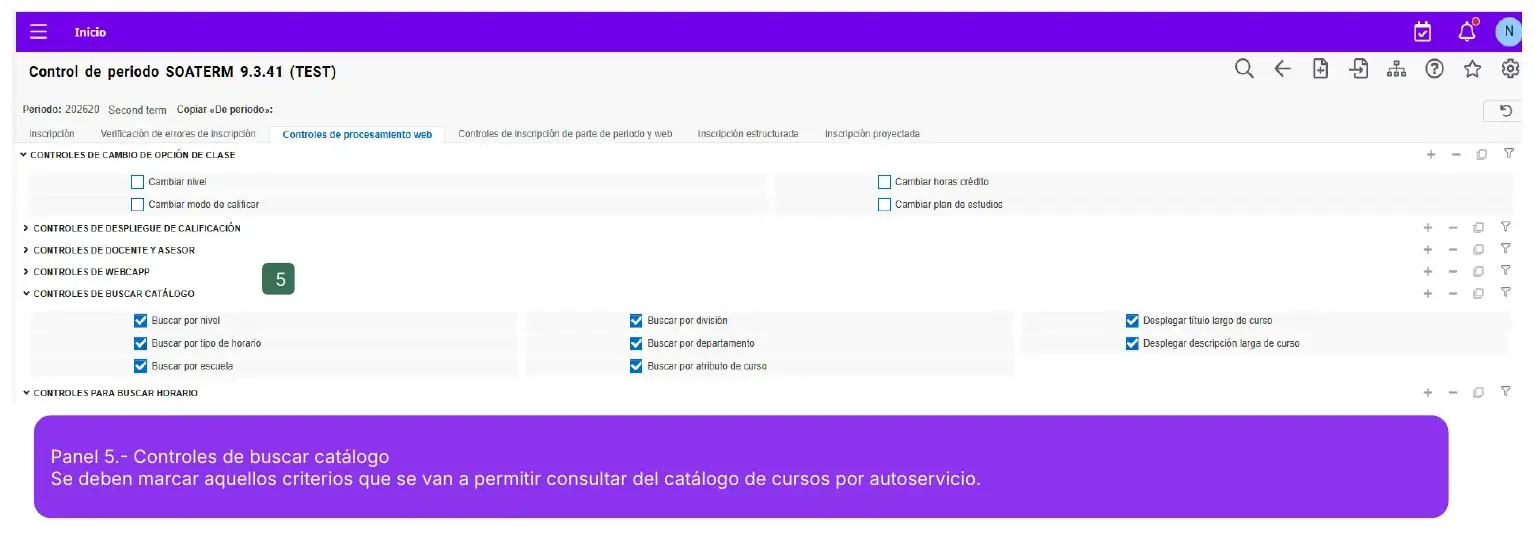 Inicio
N
Control de periodo SOATERM 9.3.41 (TEST)
Periodo: 202620 Second term Copiar «De periodo»:
Inscripción Verificación de errores de inscripción Controles de procesamiento web Controles de inscripción de parte de periodo y web Inscripción estructurada Inscripción proyectada
CONTROLES DE CAMBIO DE OPCIÓN DE CLASE
Cambiar nivel Cambiar horas crédito
Cambiar modo de calificar Cambiar plan de estudios
CONTROLES DE DESPLIEGUE DE CALIFICACIÓN
CONTROLES DE DOCENTE Y ASESOR
CONTROLES DE WEBCAPP
5
CONTROLES DE BUSCAR CATÁLOGO
Buscar por nivel Buscar por división Desplegar título largo de curso
Buscar por tipo de horario Buscar por departamento Desplegar descripción larga de curso
Buscar por escuela Buscar por atributo de curso
CONTROLES PARA BUSCAR HORARIO
Panel 5.- Controles de buscar catálogo
Se deben marcar aquellos criterios que se van a permitir consultar del catálogo de cursos por autoservicio.